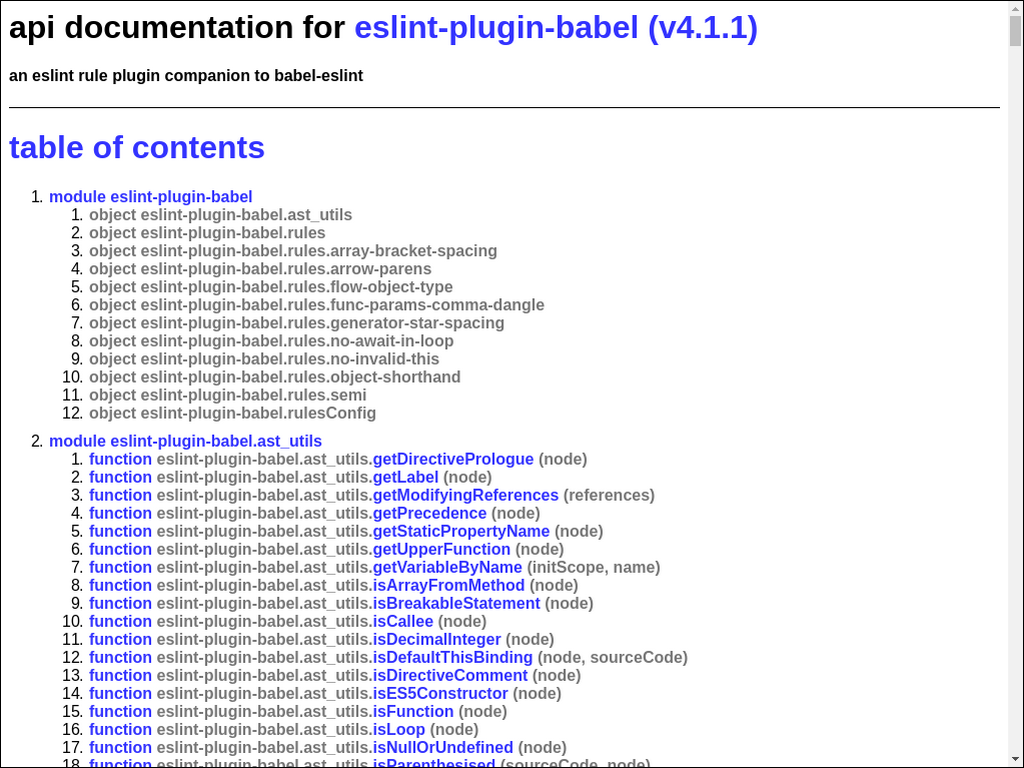 api documentation for eslint-plugin-babel (v4.1.1)
an eslint rule plugin companion to babel-eslint
table of contents
1. module eslint-plugin-babel
1. object eslint-plugin-babel.ast_utils
2. object eslint-plugin-babel.rules
3. object eslint-plugin-babel.rules.array-bracket-spacing
4. object eslint-plugin-babel.rules.arrow-parens
5. object eslint-plugin-babel.rules.flow-object-type
6. object eslint-plugin-babel.rules.func-params-comma-dangle
7. object eslint-plugin-babel.rules.generator-star-spacing
8. object eslint-plugin-babel.rules.no-await-in-loop
9. object eslint-plugin-babel.rules.no-invalid-this
10. object eslint-plugin-babel.rules.object-shorthand
11. object eslint-plugin-babel.rules.semi
12. object eslint-plugin-babel.rulesConfig
2. module eslint-plugin-babel.ast_utils
1. function eslint-plugin-babel.ast_utils.getDirectivePrologue (node)
2. function eslint-plugin-babel.ast_utils.getLabel (node)
3. function eslint-plugin-babel.ast_utils.getModifyingReferences (references)
4. function eslint-plugin-babel.ast_utils.getPrecedence (node)
5. function eslint-plugin-babel.ast_utils.getStaticPropertyName (node)
6. function eslint-plugin-babel.ast_utils.getUpperFunction (node)
7. function eslint-plugin-babel.ast_utils.getVariableByName (initScope, name)
8. function eslint-plugin-babel.ast_utils.isArrayFromMethod (node)
9. function eslint-plugin-babel.ast_utils.isBreakableStatement (node)
10. function eslint-plugin-babel.ast_utils.isCallee (node)
11. function eslint-plugin-babel.ast_utils.isDecimalInteger (node)
12. function eslint-plugin-babel.ast_utils.isDefaultThisBinding (node, sourceCode)
13. function eslint-plugin-babel.ast_utils.isDirectiveComment (node)
14. function eslint-plugin-babel.ast_utils.isES5Constructor (node)
15. function eslint-plugin-babel.ast_utils.isFunction (node)
16. function eslint-plugin-babel.ast_utils.isLoop (node)
17. function eslint-plugin-babel.ast_utils.isNullOrUndefined (node)
18. function eslint-plugin-babel.ast_utils.isParenthesised (sourceCode, node)